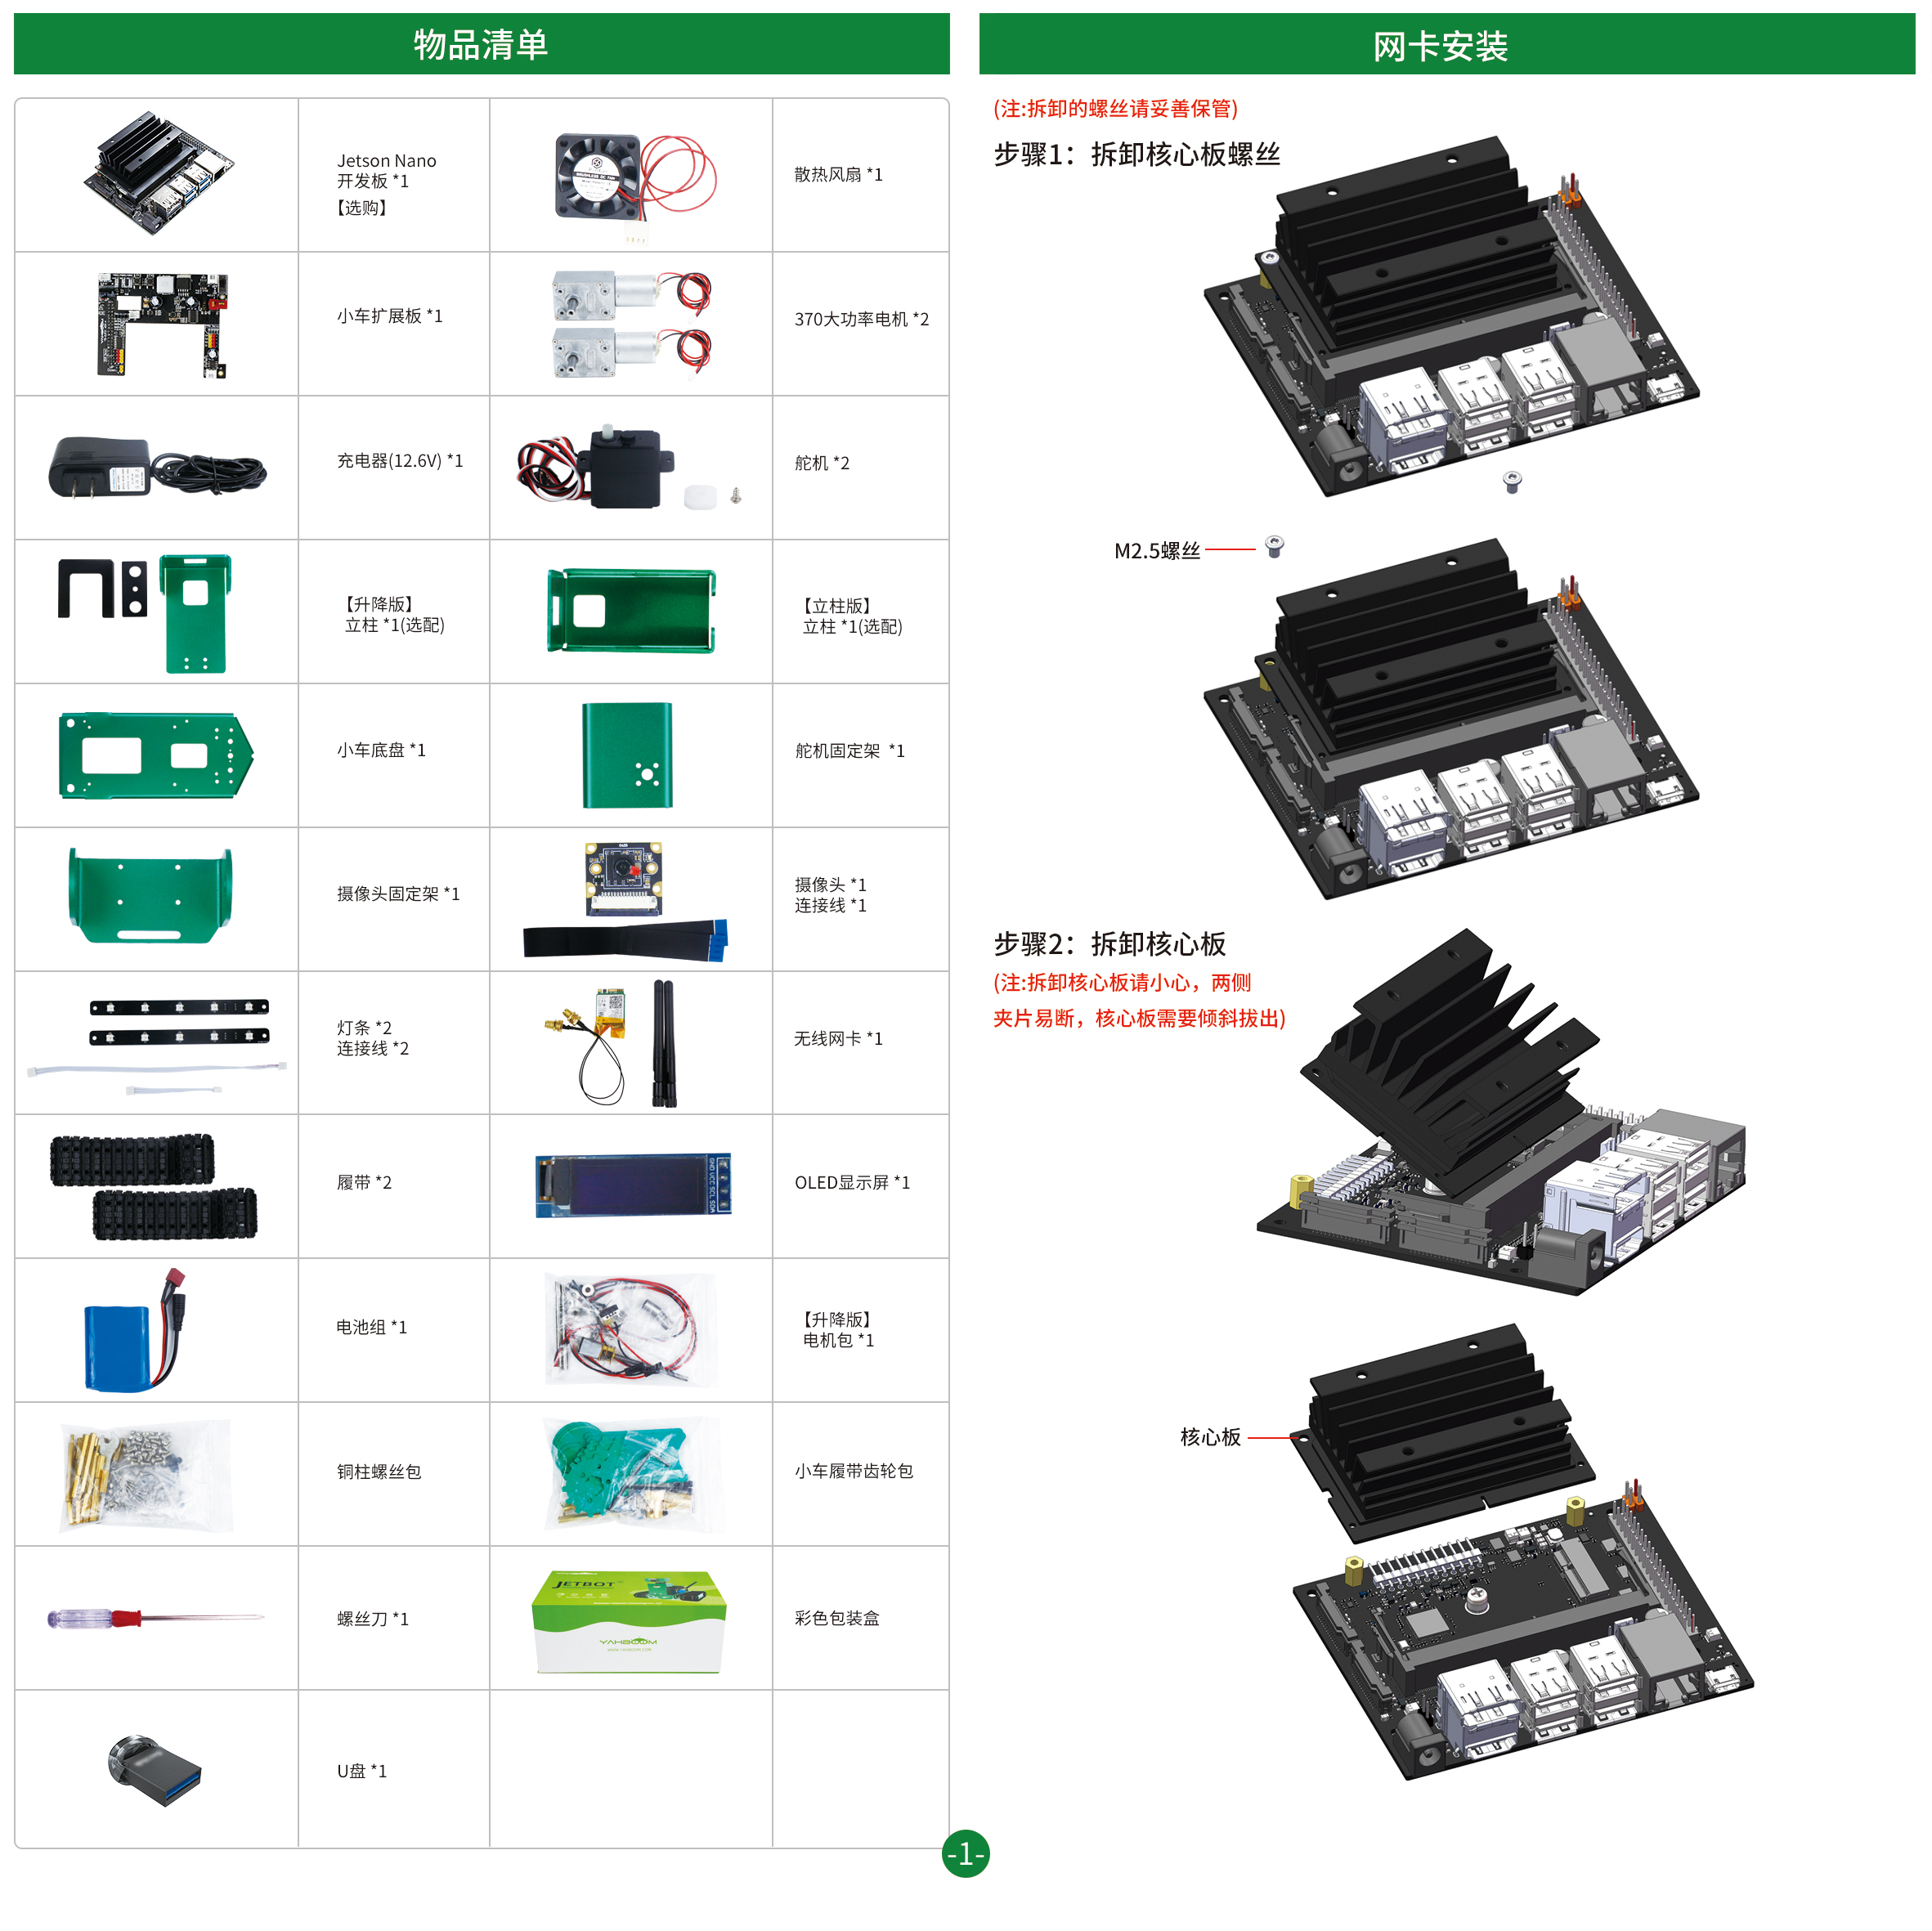 物品清单
Jetson Nano
开发板 *1
【选购】
散热风扇 *1
小车扩展板 *1
370大功率电机 *2
充电器(12.6V) *1
舵机 *2
【升降版】
立柱 *1(选配)
【立柱版】
立柱 *1(选配)
小车底盘 *1
舵机固定架 *1
摄像头固定架 *1
摄像头 *1
连接线 *1
灯条 *2
连接线 *2
无线网卡 *1
履带 *2
GND VCC SCL SDA
OLED显示屏 *1
电池组 *1
【升降版】
电机包 *1
铜柱螺丝包
小车履带齿轮包
螺丝刀 *1
JETBOT
YAHBOOM
彩色包装盒
U盘 *1
网卡安装
(注:拆卸的螺丝请妥善保管)
步骤1：拆卸核心板螺丝
M2.5螺丝
步骤2：拆卸核心板
(注:拆卸核心板请小心，两侧
夹片易断，核心板需要倾斜拔出)
核心板
-1-